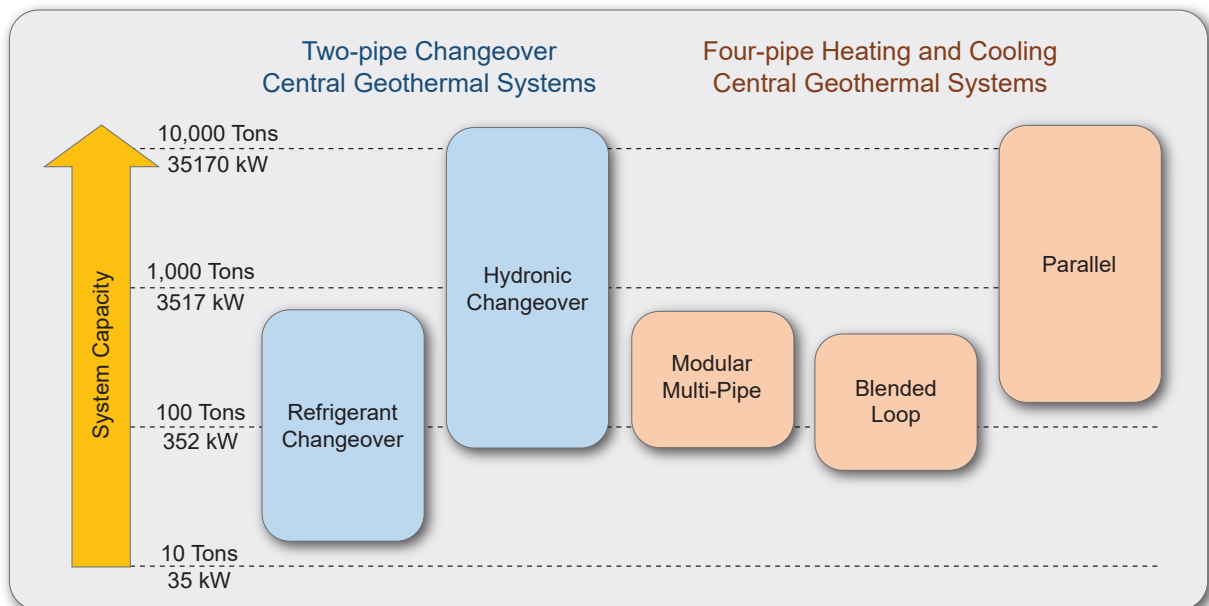 Two-pipe Changeover
Central Geothermal Systems
Four-pipe Heating and Cooling
Central Geothermal Systems
System Capacity
10,000 Tons
35170 kW
1,000 Tons
3517 kW
100 Tons
352 kW
10 Tons
35 kW
Refrigerant
Changeover
Hydronic
Changeover
Modular
Multi-Pipe
Blended
Loop
Parallel